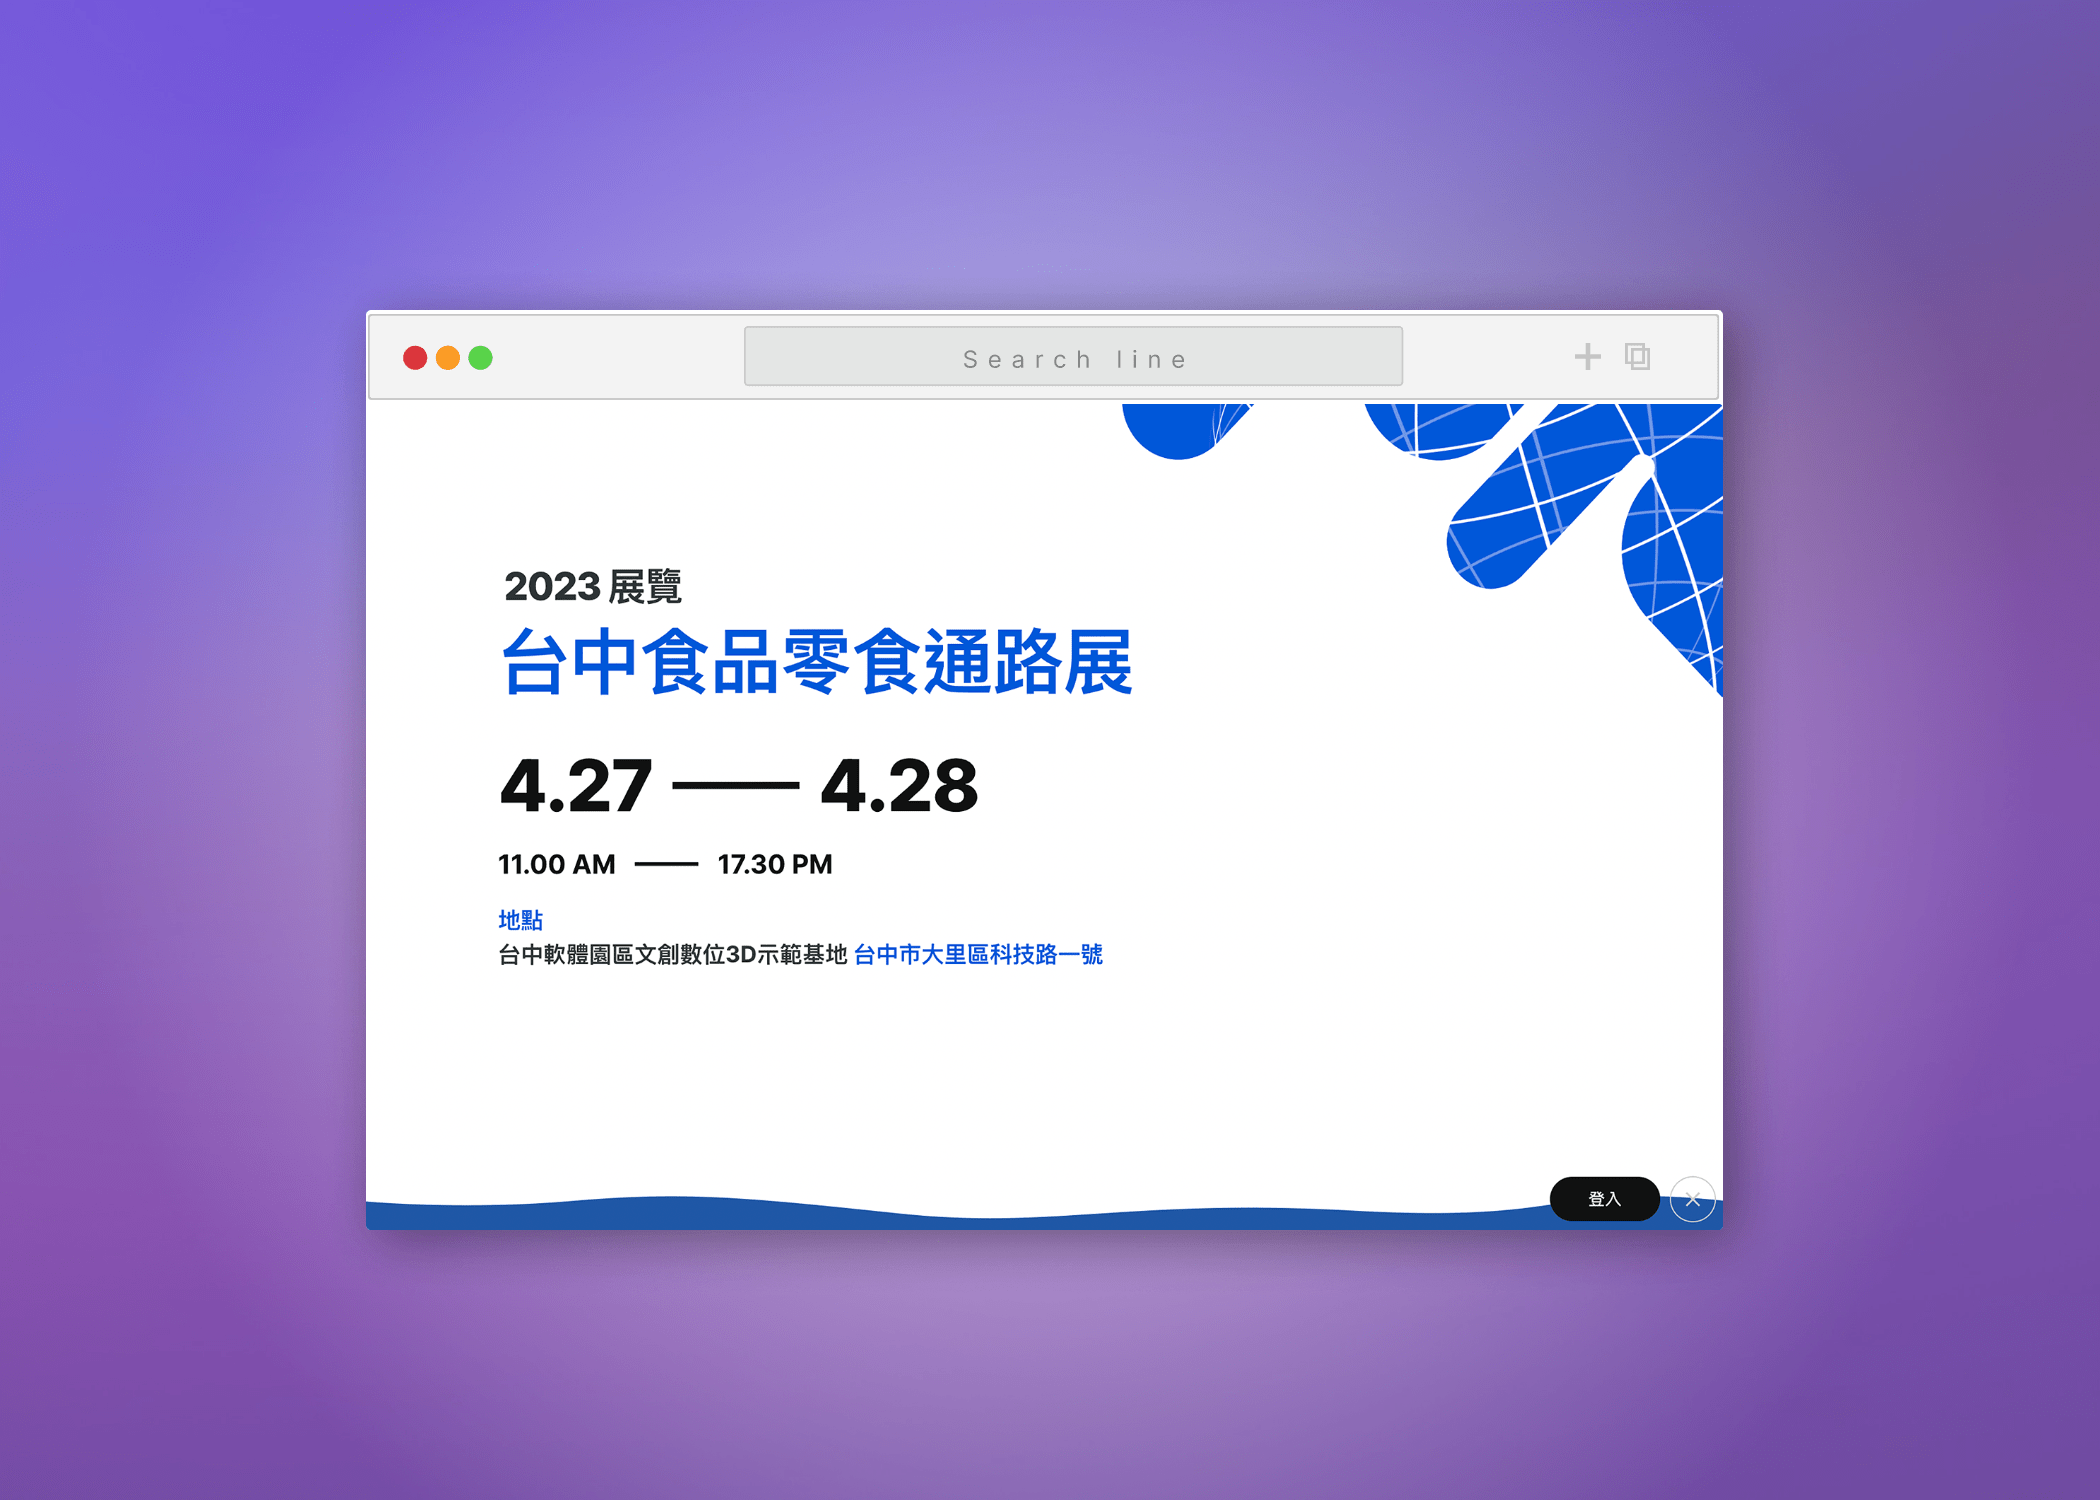 Search line
2023 展覽
台中食品零食通路展
4.27 —— 4.28
11.00 AM —— 17.30 PM
地點
台中軟體園區文創數位3D示範基地 台中市大里區科技路一號
登入